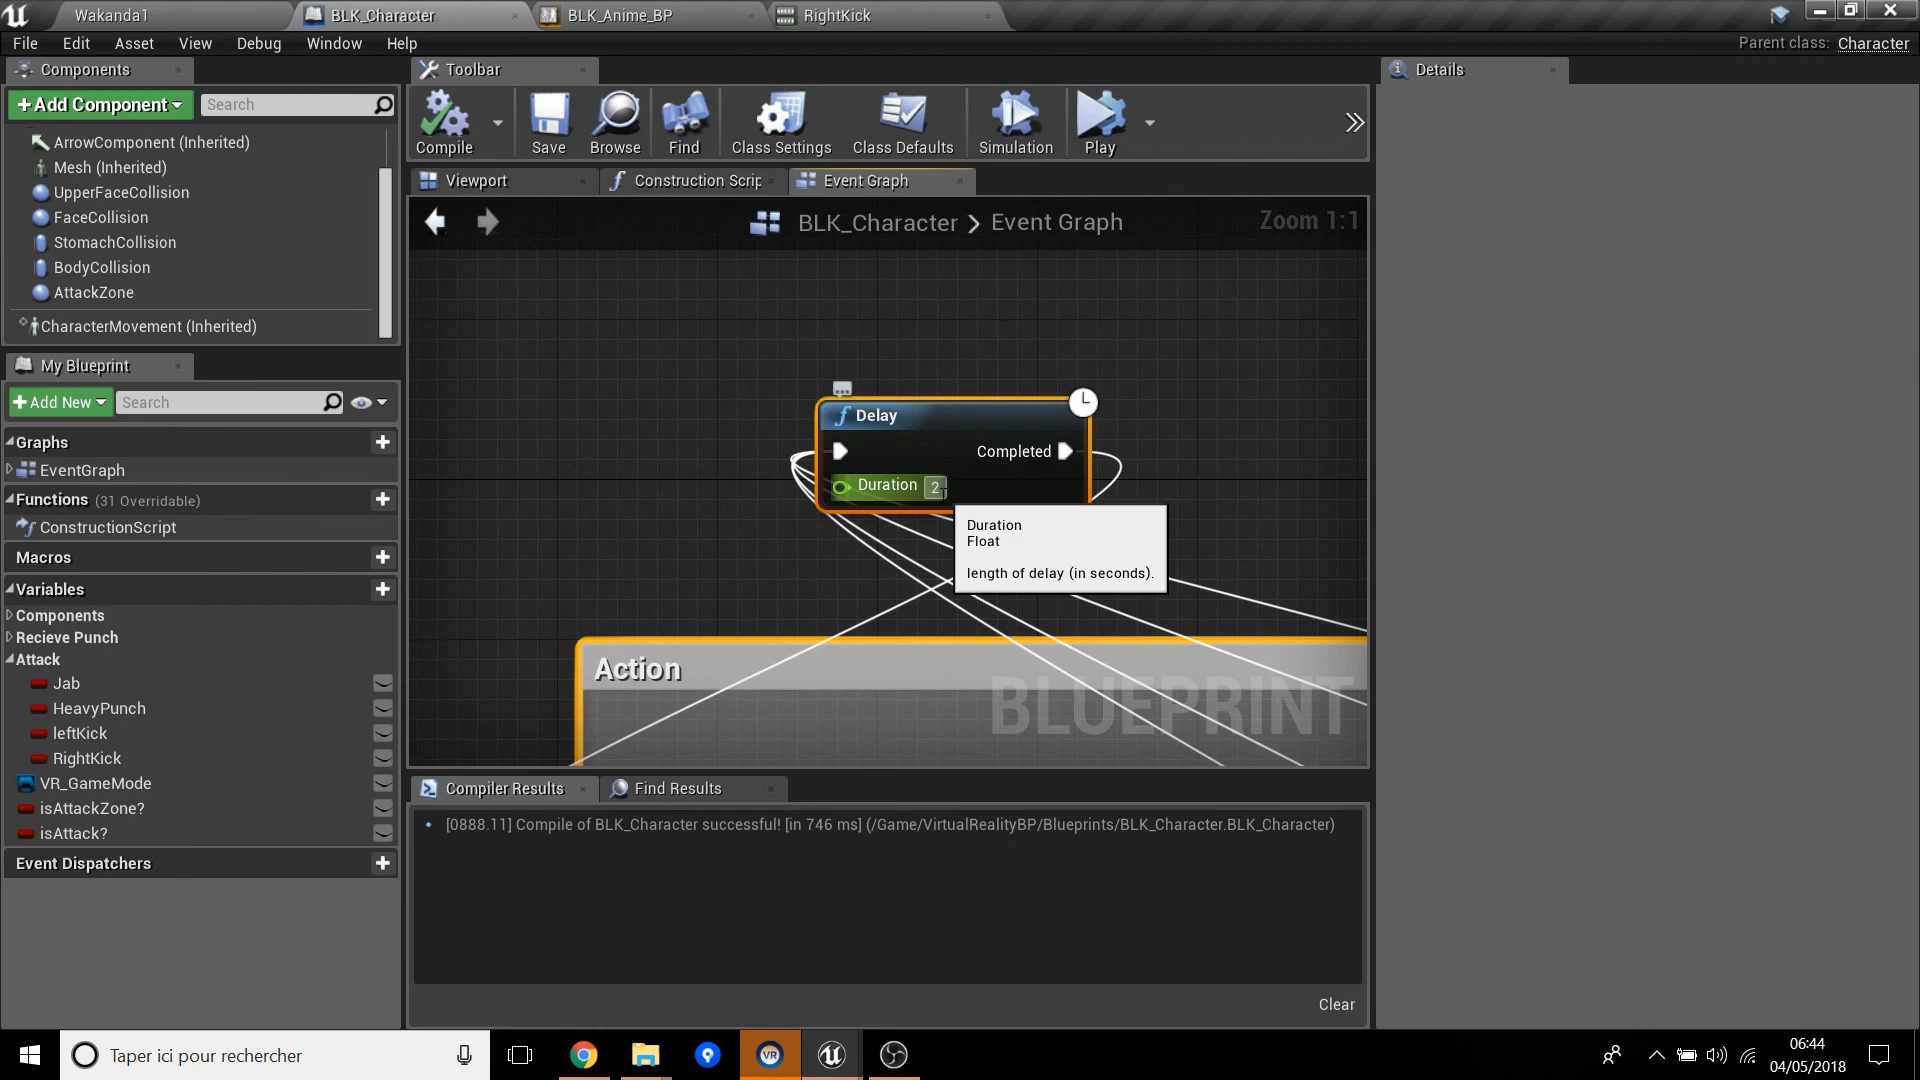 Wakanda1
BLK_Character
BLK_Anime_BP
RightKick
File Edit Asset View Debug Window Help
Parent class: Character
Components
Toolbar
Details
+Add Component
Search
ArrowComponent (Inherited)
Mesh (Inherited)
UpperFaceCollision
FaceCollision
StomachCollision
BodyCollision
AttackZone
CharacterMovement (Inherited)
Compile
Save
Browse
Find
Class Settings
Class Defaults
Simulation
Play
Viewport
Construction Scrip
Event Graph
BLK_Character > Event Graph
Zoom 1:1
My Blueprint
+Add New
Search
Graphs
EventGraph
Functions (31 Overridable)
ConstructionScript
Macros
Variables
Components
Recieve Punch
Attack
Jab
HeavyPunch
leftKick
RightKick
VR_GameMode
isAttackZone?
isAttack?
Event Dispatchers
f Delay
Completed
Duration 2
Duration
Float
length of delay (in seconds).
Action
BLUEPRINT
Compiler Results
Find Results
[0888.11] Compile of BLK_Character successful! [in 746 ms] (/Game/VirtualRealityBP/Blueprints/BLK_Character.BLK_Character)
Clear
Taper ici pour rechercher
VR
06:44
04/05/2018